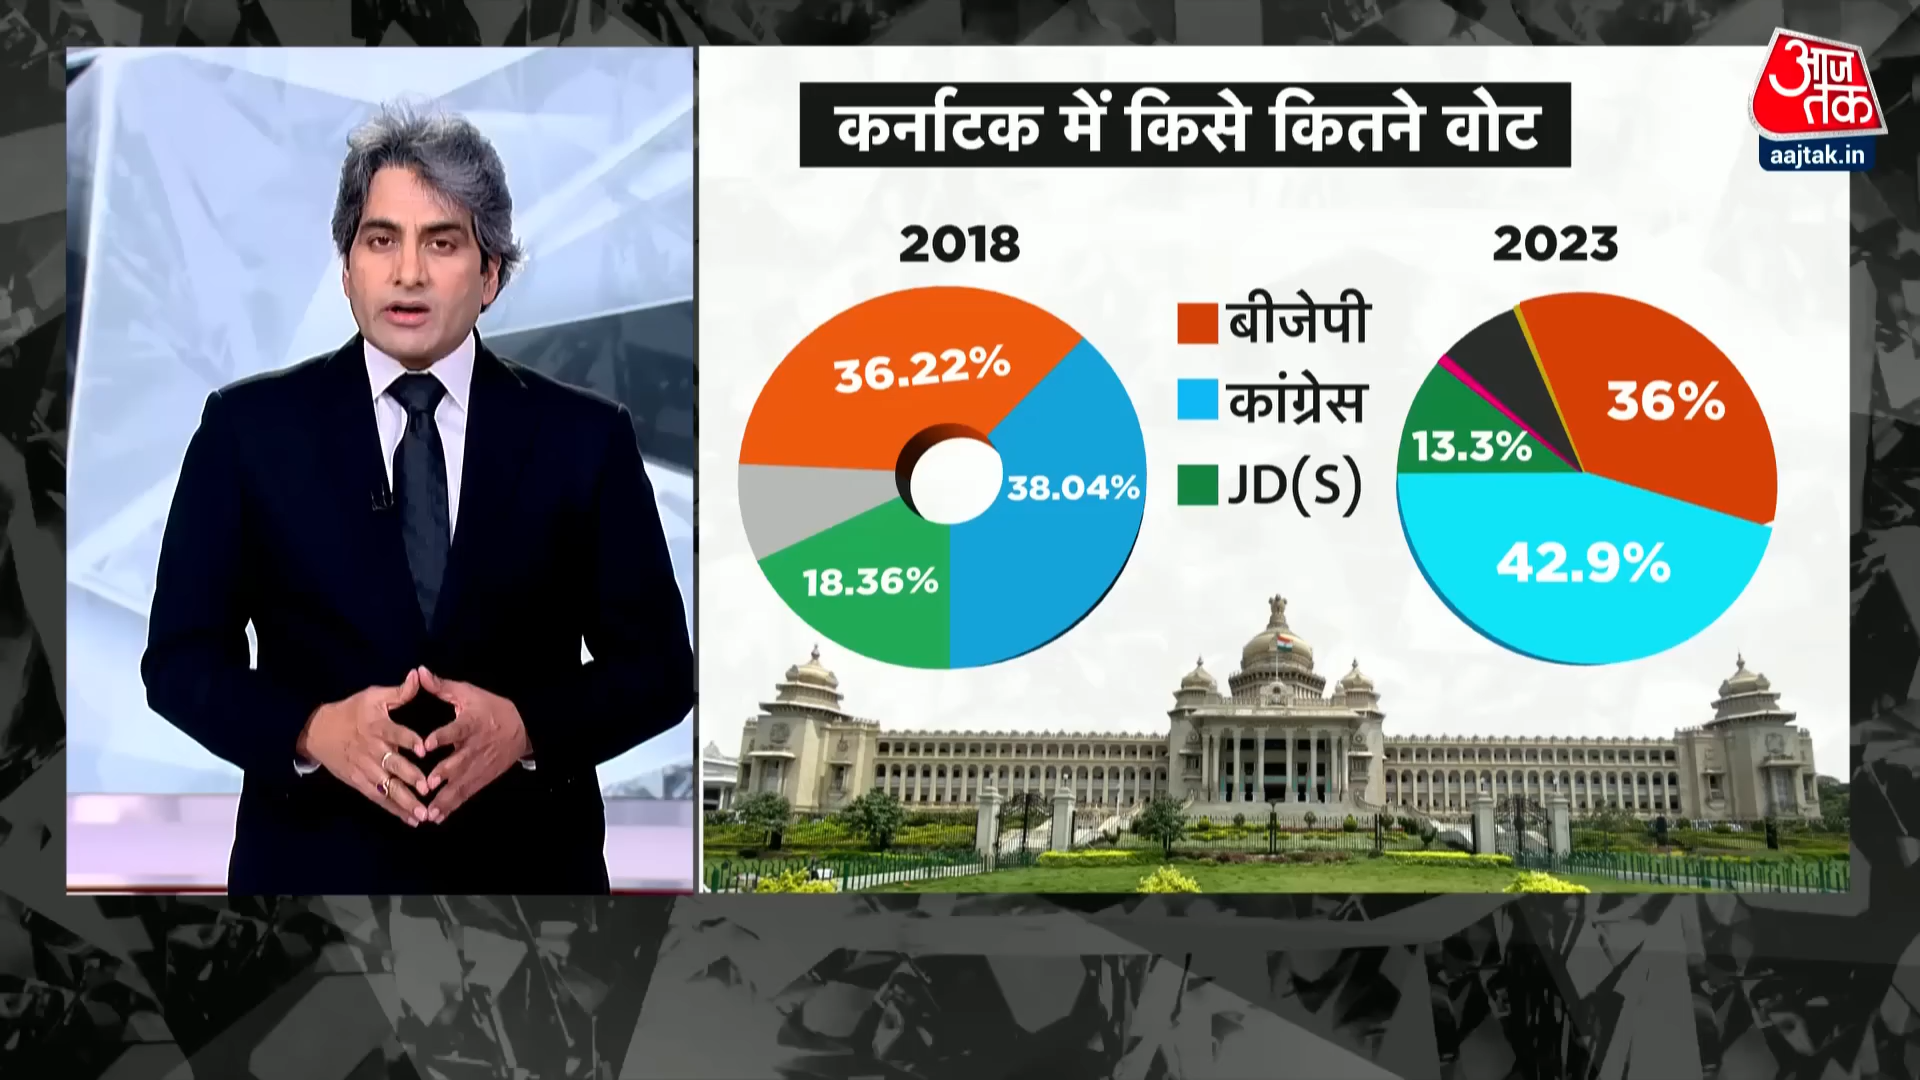 कर्नाटक में किसे कितने वोट
आज
तक
aajtak.in
2018
36.22%
38.04%
18.36%
बीजेपी
कांग्रेस
JD(S)
2023
36%
13.3%
42.9%